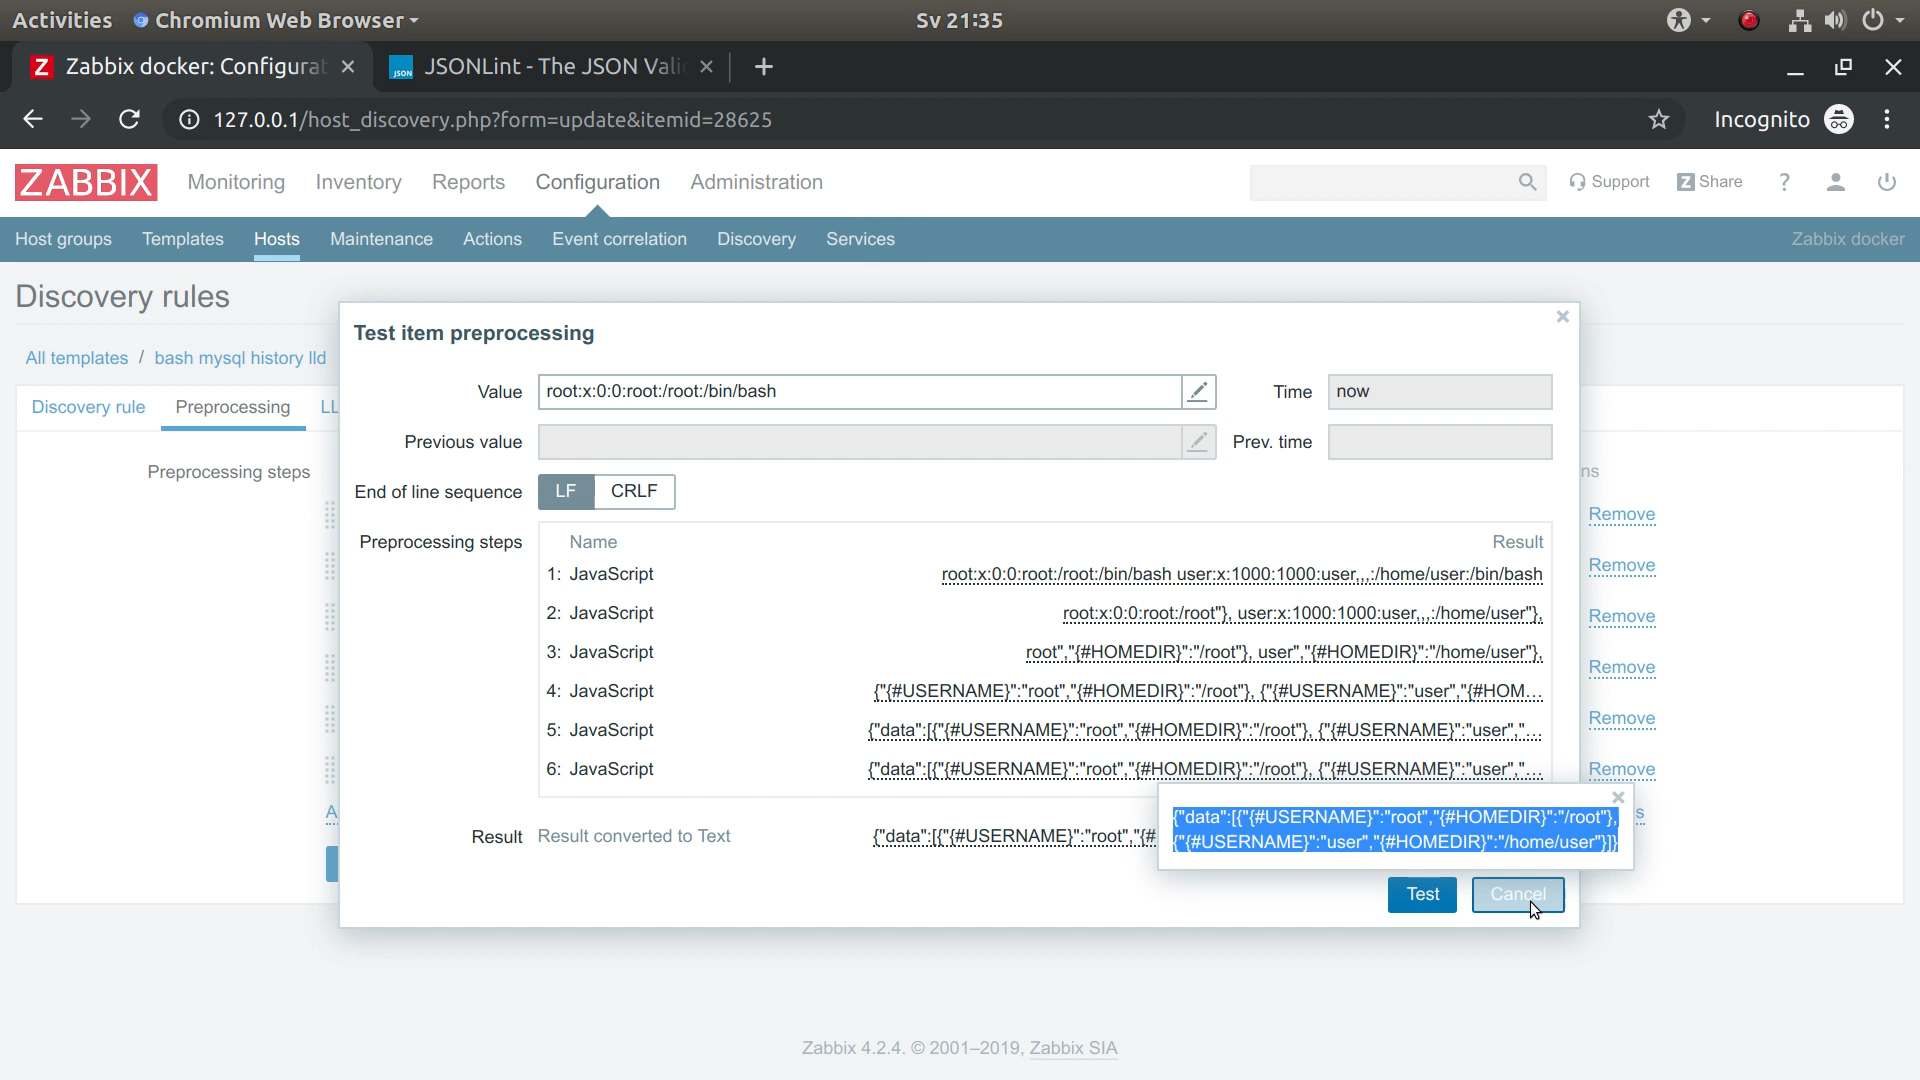 Activities Chromium Web Browser Sv 21:35
Zabbix docker: Configurat JSONLint - The JSON Vali
127.0.0.1/host_discovery.php?form=update&itemid=28625 Incognito
ZABBIX Monitoring Inventory Reports Configuration Administration Support Z Share ?
Host groups Templates Hosts Maintenance Actions Event correlation Discovery Services Zabbix docker
Discovery rules
Test item preprocessing
All templates / bash mysql history lld
Value root:x:0:0:root:/root:/bin/bash Time now
Discovery rule Preprocessing LL
Previous value Prev. time
Preprocessing steps ns
End of line sequence LF CRLF
Remove
Preprocessing steps Name Result
1: JavaScript root:x:0:0:root:/root:/bin/bash user:x:1000:1000:user,,,:/home/user:/bin/bash
Remove
2: JavaScript root:x:0:0:root:/root"}, user:x:1000:1000:user,,,:/home/user"},
Remove
3: JavaScript root","{#HOMEDIR}":"/root"}, user","{#HOMEDIR}":"/home/user"},
Remove
4: JavaScript {"{#USERNAME}":"root","{#HOMEDIR}":"/root"}, {"{#USERNAME}":"user","{#HOM...
Remove
5: JavaScript {"data":[{"{#USERNAME}":"root","{#HOMEDIR}":"/root"}, {"{#USERNAME}":"user","...
6: JavaScript {"data":[{"{#USERNAME}":"root","{#HOMEDIR}":"/root"}, {"{#USERNAME}":"user","...
Remove
{"data":[{"{#USERNAME}":"root","{#HOMEDIR}":"/root"},
{"{#USERNAME}":"user","{#HOMEDIR}":"/home/user"}]}
A s
Result Result converted to Text {"data":[{"{#USERNAME}":"root","{#
Test Cancel
Zabbix 4.2.4. © 2001–2019, Zabbix SIA